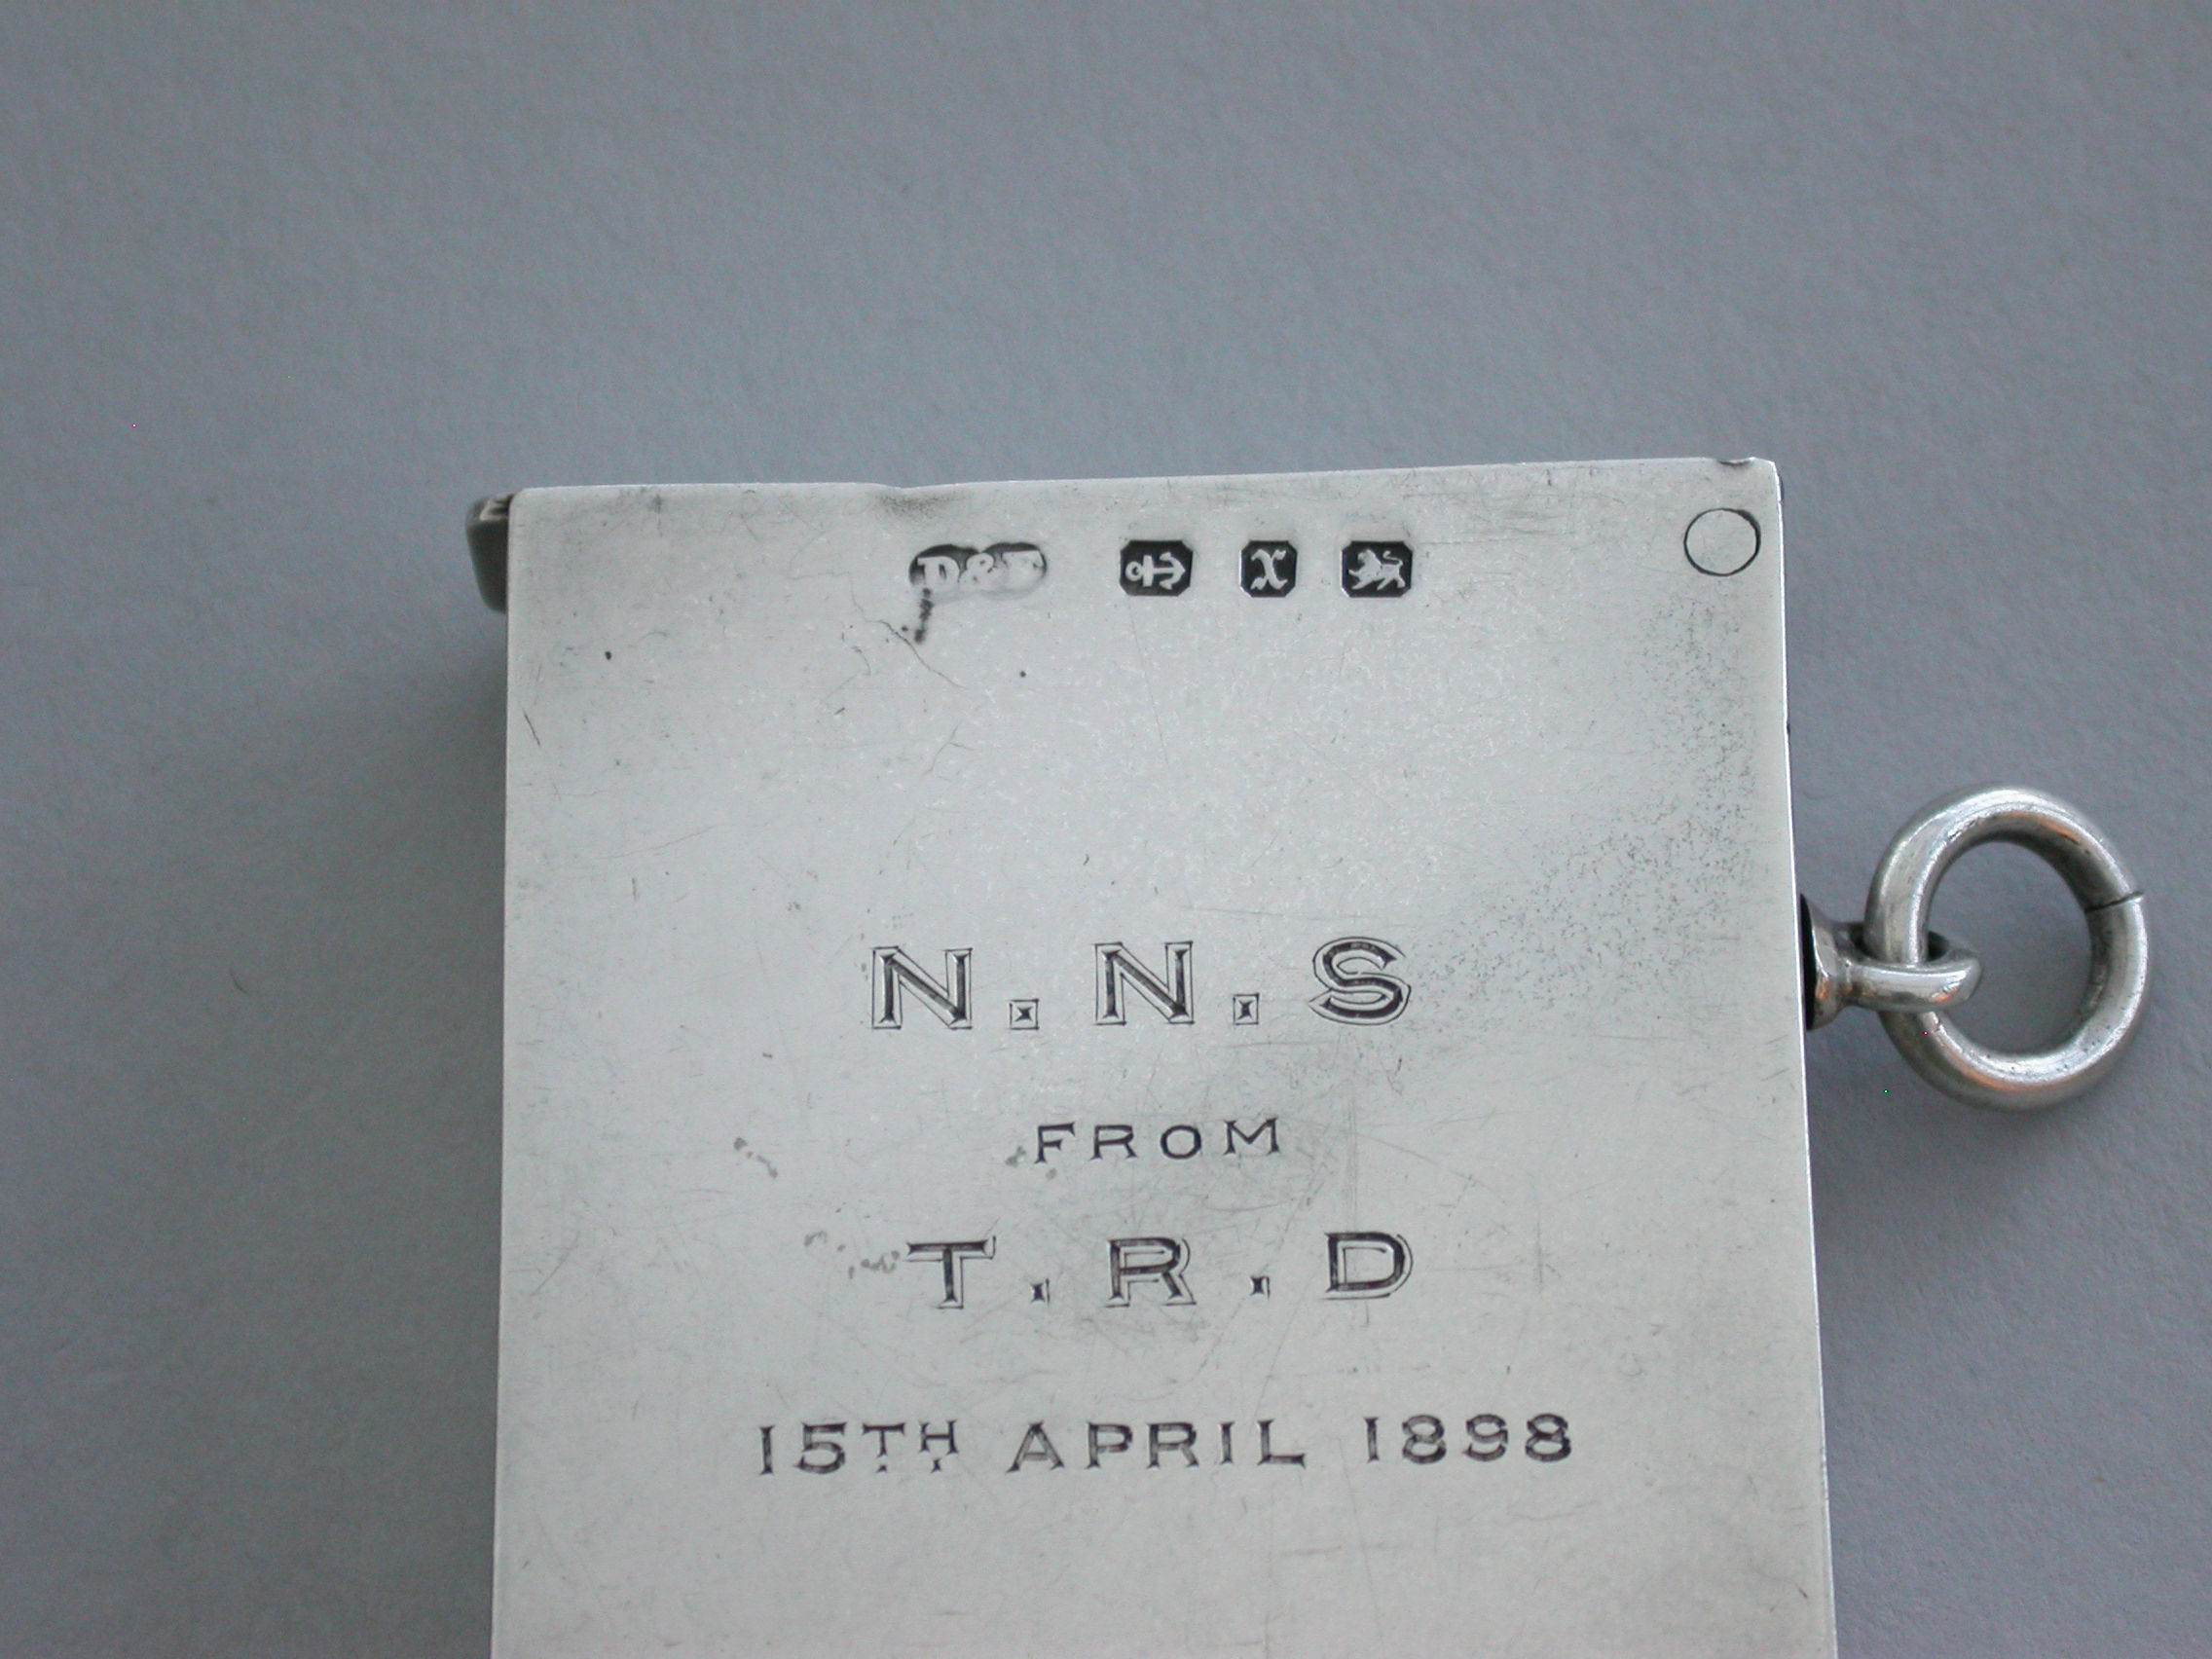 D&F X
N.N.S
FROM
T.R.D
15TH APRIL 1898